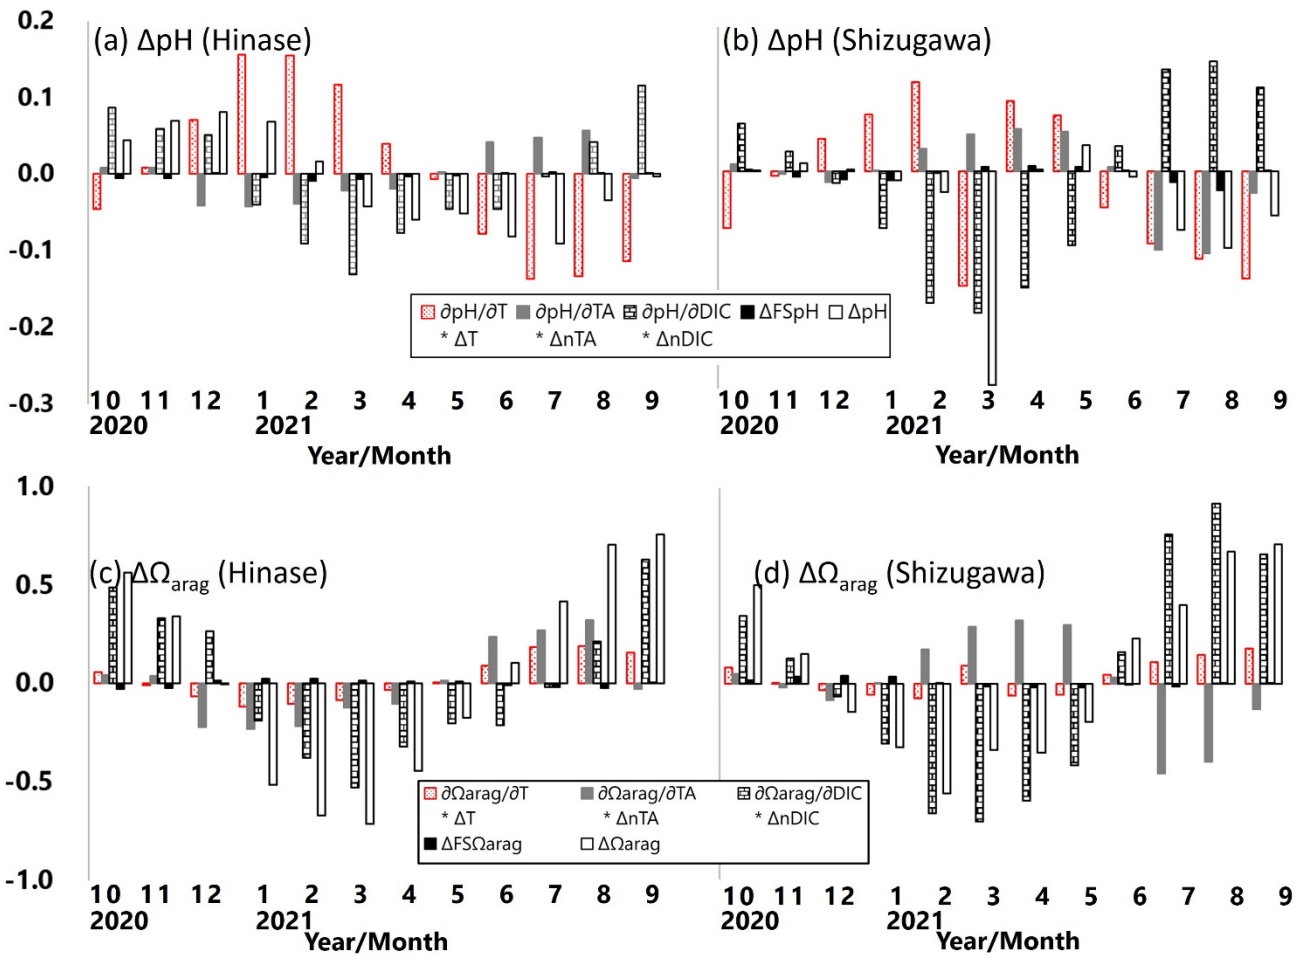 (a) ΔpH (Hinase)
(b) ΔpH (Shizugawa)
0.2
0.1
0.0
-0.1
-0.2
-0.3
∂pH/∂T ∂pH/∂TA ∂pH/∂DIC ΔFSpH ΔpH
* ΔT * ΔnTA * ΔnDIC
10 11 12 1 2 3 4 5 6 7 8 9
2020 2021
Year/Month
10 11 12 1 2 3 4 5 6 7 8 9
2020 2021
Year/Month
(c) ΔΩarag (Hinase)
(d) ΔΩarag (Shizugawa)
1.0
0.5
0.0
-0.5
-1.0
∂Ωarag/∂T ∂Ωarag/∂TA ∂Ωarag/∂DIC
* ΔT * ΔnTA * ΔnDIC
ΔFSΩarag ΔΩarag
10 11 12 1 2 3 4 5 6 7 8 9
2020 2021
Year/Month
10 11 12 1 2 3 4 5 6 7 8 9
2020 2021
Year/Month